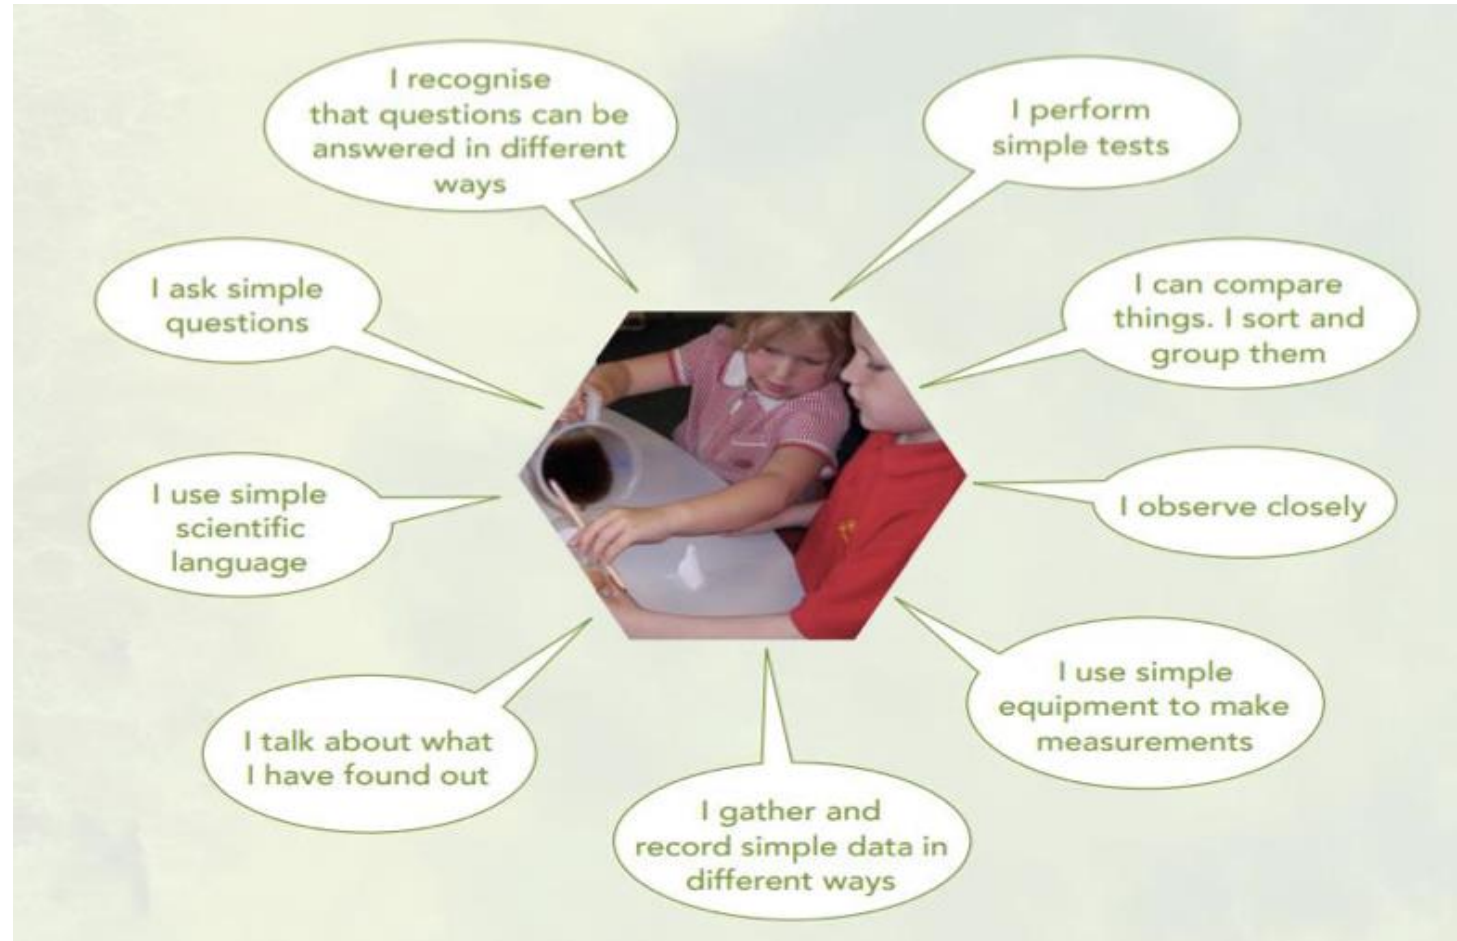 I recognise
that questions can be
answered in different
ways
I perform
simple tests
I ask simple
questions
I can compare
things. I sort and
group them
I use simple
scientific
language
I observe closely
I talk about what
I have found out
I use simple
equipment to make
measurements
I gather and
record simple data in
different ways